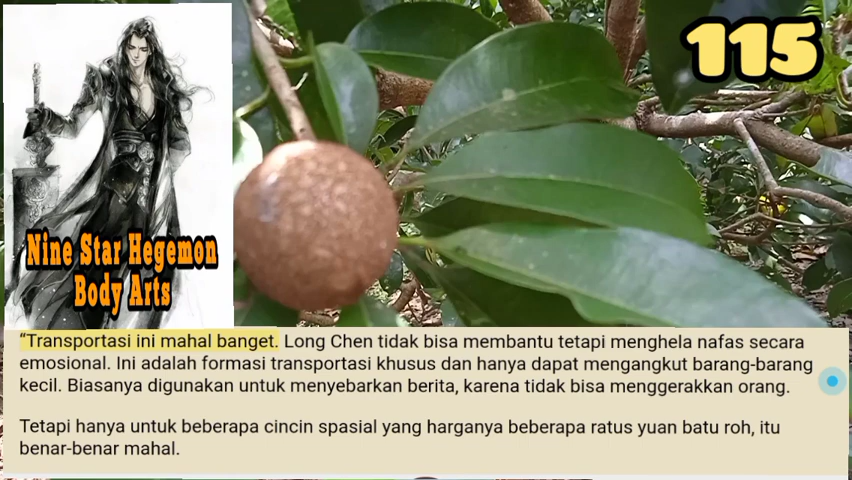 115
Nine Star Hegemon
Body Arts
“Transportasi ini mahal banget. Long Chen tidak bisa membantu tetapi menghela nafas secara
emosional. Ini adalah formasi transportasi khusus dan hanya dapat mengangkut barang-barang
kecil. Biasanya digunakan untuk menyebarkan berita, karena tidak bisa menggerakkan orang.
Tetapi hanya untuk beberapa cincin spasial yang harganya beberapa ratus yuan batu roh, itu
benar-benar mahal.